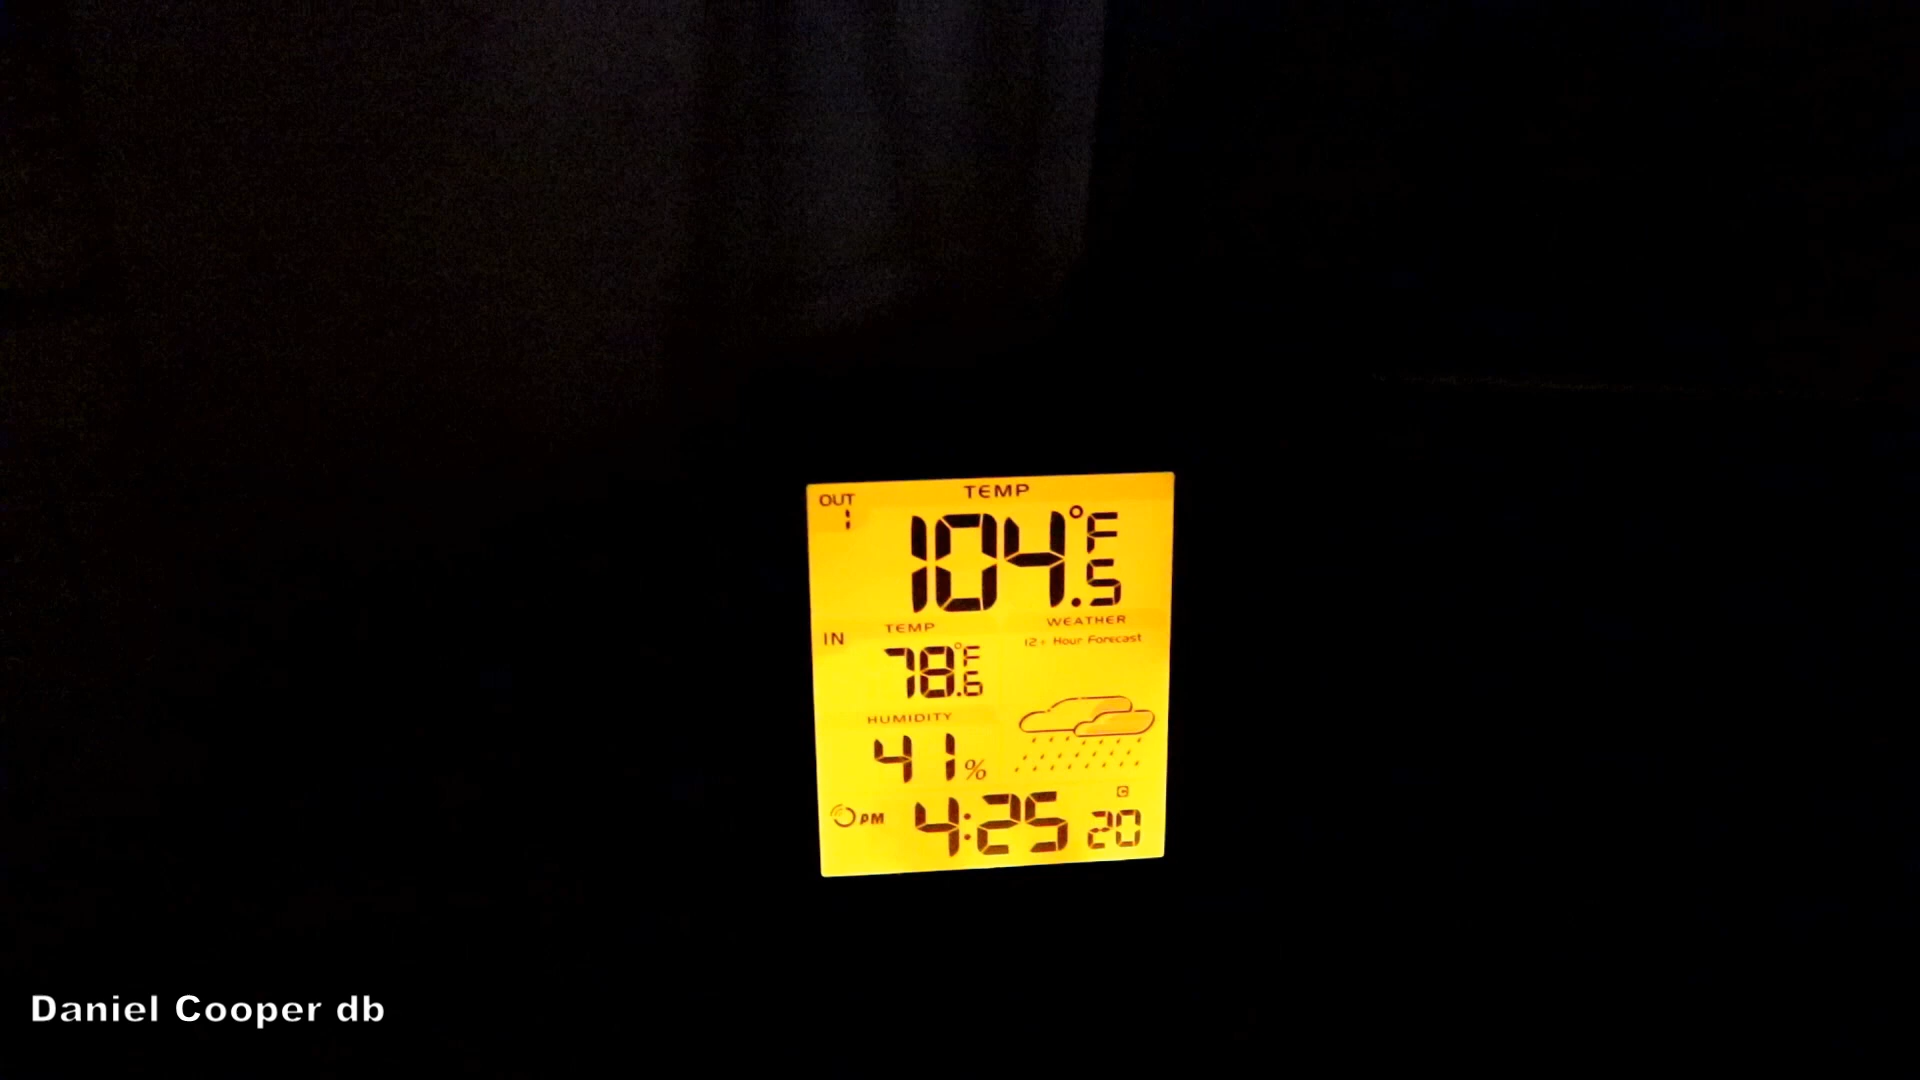 OUT TEMP
1
104.5 °F
IN TEMP WEATHER
12+ Hour Forecast
78.6 °F
HUMIDITY
41%
PM 4:25 20
C
Daniel Cooper db